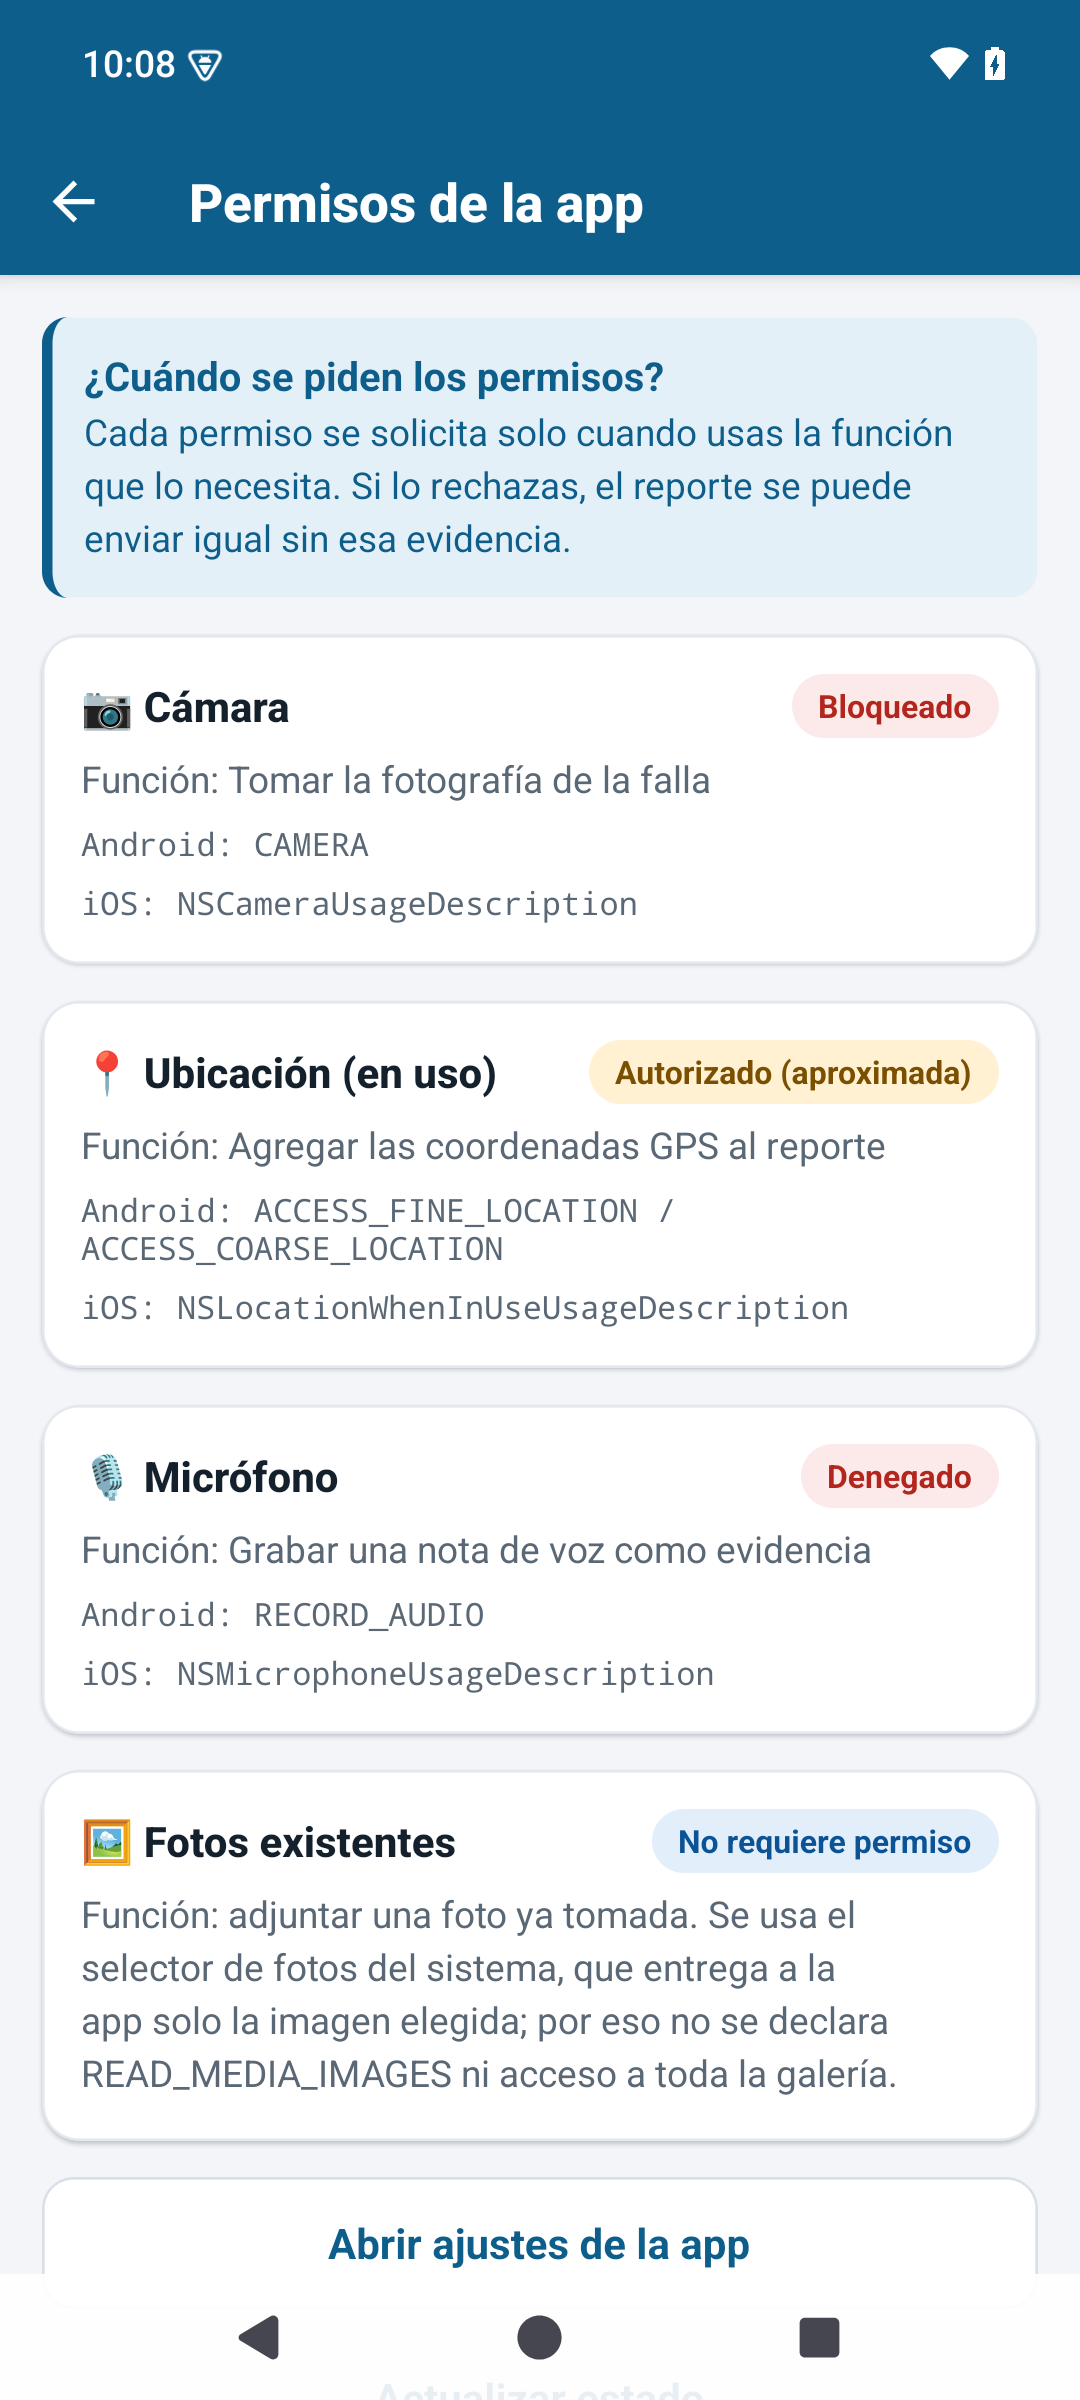 10:08
Permisos de la app
¿Cuándo se piden los permisos?
Cada permiso se solicita solo cuando usas la función
que lo necesita. Si lo rechazas, el reporte se puede
enviar igual sin esa evidencia.
Cámara
Bloqueado
Función: Tomar la fotografía de la falla
Android: CAMERA
iOS: NSCameraUsageDescription
Ubicación (en uso)
Autorizado (aproximada)
Función: Agregar las coordenadas GPS al reporte
Android: ACCESS_FINE_LOCATION /
ACCESS_COARSE_LOCATION
iOS: NSLocationWhenInUseUsageDescription
Micrófono
Denegado
Función: Grabar una nota de voz como evidencia
Android: RECORD_AUDIO
iOS: NSMicrophoneUsageDescription
Fotos existentes
No requiere permiso
Función: adjuntar una foto ya tomada. Se usa el
selector de fotos del sistema, que entrega a la
app solo la imagen elegida; por eso no se declara
READ_MEDIA_IMAGES ni acceso a toda la galería.
Abrir ajustes de la app
Actualizar estado